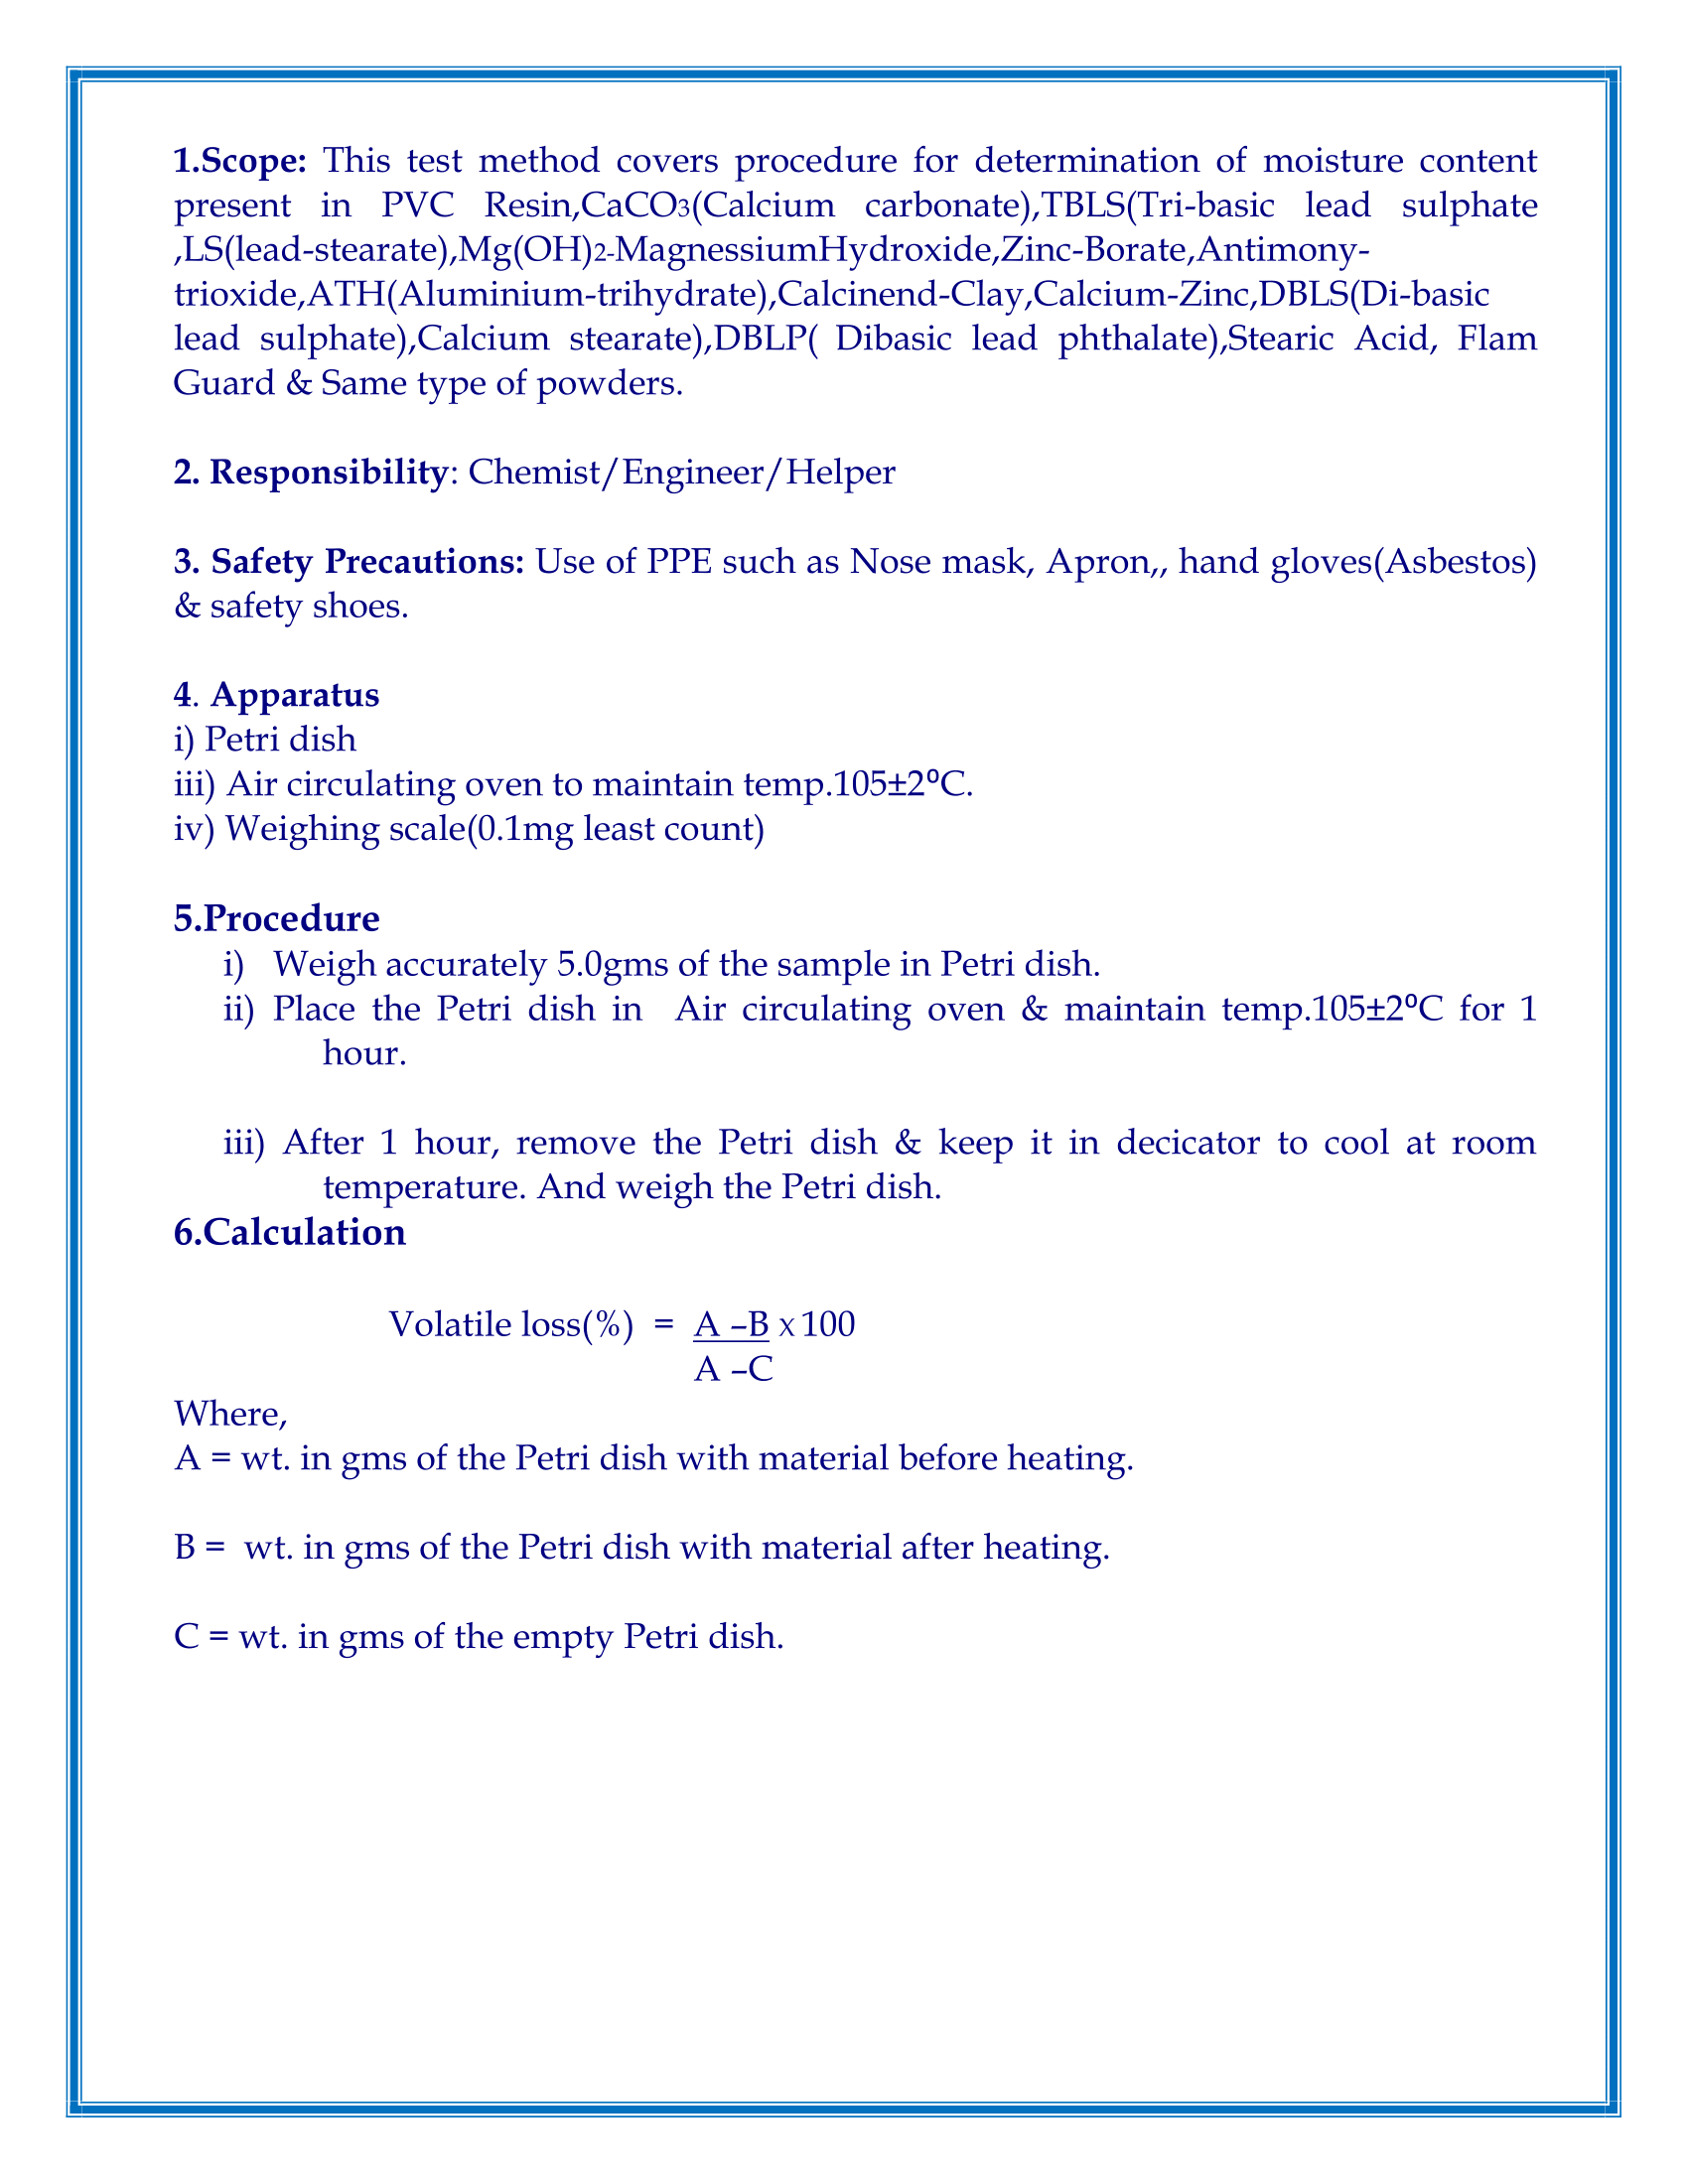 1.Scope: This test method covers procedure for determination of moisture content
present in PVC Resin,CaCO3(Calcium carbonate),TBLS(Tri-basic lead sulphate
,LS(lead-stearate),Mg(OH)2-MagnessiumHydroxide,Zinc-Borate,Antimony-
trioxide,ATH(Aluminium-trihydrate),Calcinend-Clay,Calcium-Zinc,DBLS(Di-basic
lead sulphate),Calcium stearate),DBLP( Dibasic lead phthalate),Stearic Acid, Flam
Guard & Same type of powders.
2. Responsibility: Chemist/Engineer/Helper
3. Safety Precautions: Use of PPE such as Nose mask, Apron,, hand gloves(Asbestos)
& safety shoes.
4. Apparatus
i) Petri dish
iii) Air circulating oven to maintain temp.105±2⁰C.
iv) Weighing scale(0.1mg least count)
5.Procedure
i) Weigh accurately 5.0gms of the sample in Petri dish.
ii) Place the Petri dish in Air circulating oven & maintain temp.105±2⁰C for 1
hour.
iii) After 1 hour, remove the Petri dish & keep it in decicator to cool at room
temperature. And weigh the Petri dish.
6.Calculation
Volatile loss(%) = A –B X 100
A –C
Where,
A = wt. in gms of the Petri dish with material before heating.
B = wt. in gms of the Petri dish with material after heating.
C = wt. in gms of the empty Petri dish.